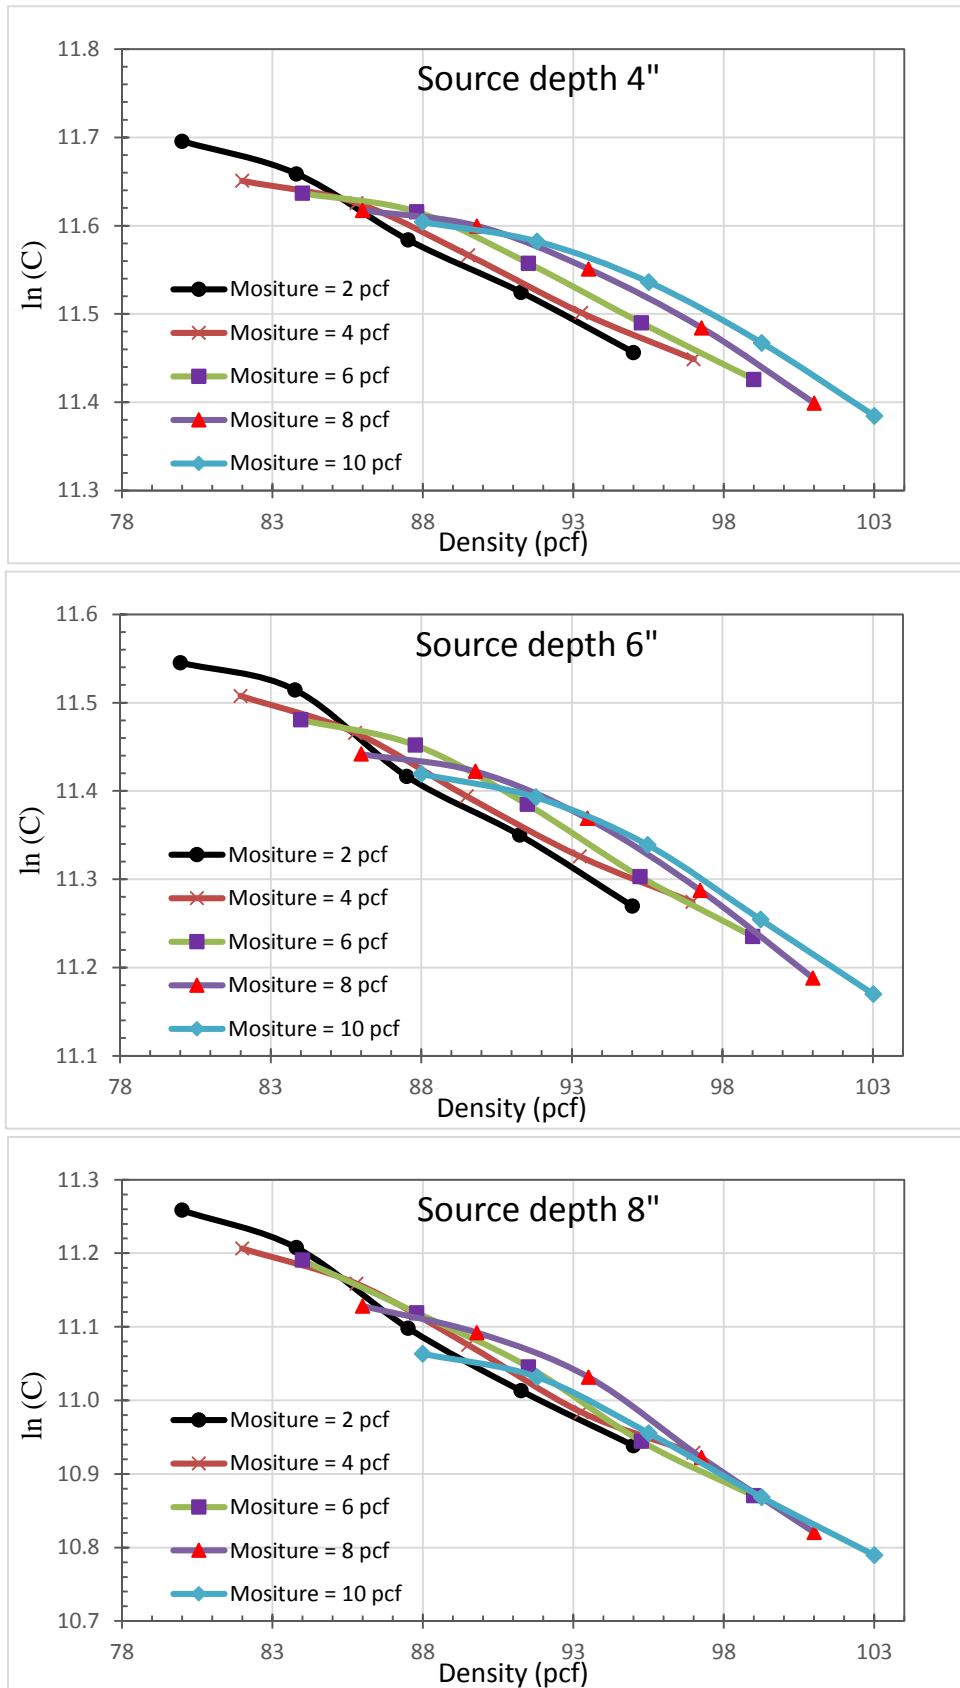 Source depth 4"
11.8
11.7
11.6
11.5
11.4
11.3
ln (C)
Mositure = 2 pcf
Mositure = 4 pcf
Mositure = 6 pcf
Mositure = 8 pcf
Mositure = 10 pcf
78 83 88 93 98 103
Density (pcf)
Source depth 6"
11.6
11.5
11.4
11.3
11.2
11.1
ln (C)
Mositure = 2 pcf
Mositure = 4 pcf
Mositure = 6 pcf
Mositure = 8 pcf
Mositure = 10 pcf
78 83 88 93 98 103
Density (pcf)
Source depth 8"
11.3
11.2
11.1
11.0
10.9
10.8
10.7
ln (C)
Mositure = 2 pcf
Mositure = 4 pcf
Mositure = 6 pcf
Mositure = 8 pcf
Mositure = 10 pcf
78 83 88 93 98 103
Density (pcf)